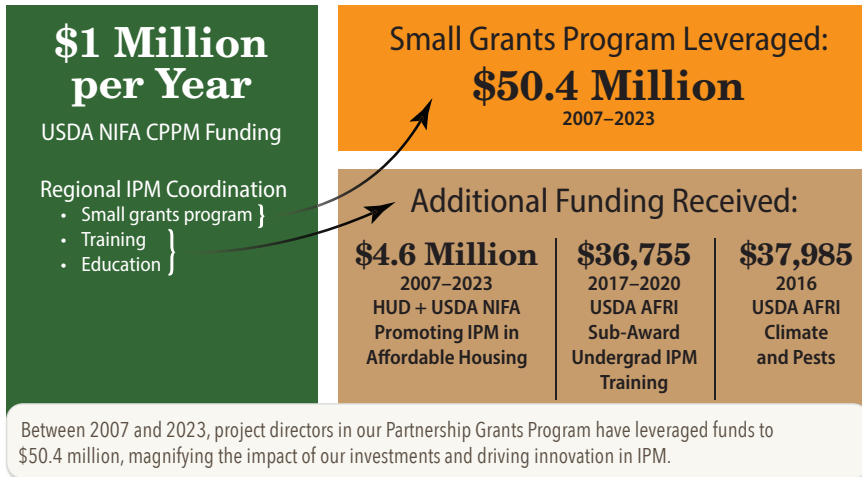 $1 Million
per Year
USDA NIFA CPPM Funding
Regional IPM Coordination
• Small grants program }
• Training
• Education }
Small Grants Program Leveraged:
$50.4 Million
2007–2023
Additional Funding Received:
$4.6 Million
2007–2023
HUD + USDA NIFA
Promoting IPM in
Affordable Housing
$36,755
2017–2020
USDA AFRI
Sub-Award
Undergrad IPM
Training
$37,985
2016
USDA AFRI
Climate
and Pests
Between 2007 and 2023, project directors in our Partnership Grants Program have leveraged funds to
$50.4 million, magnifying the impact of our investments and driving innovation in IPM.